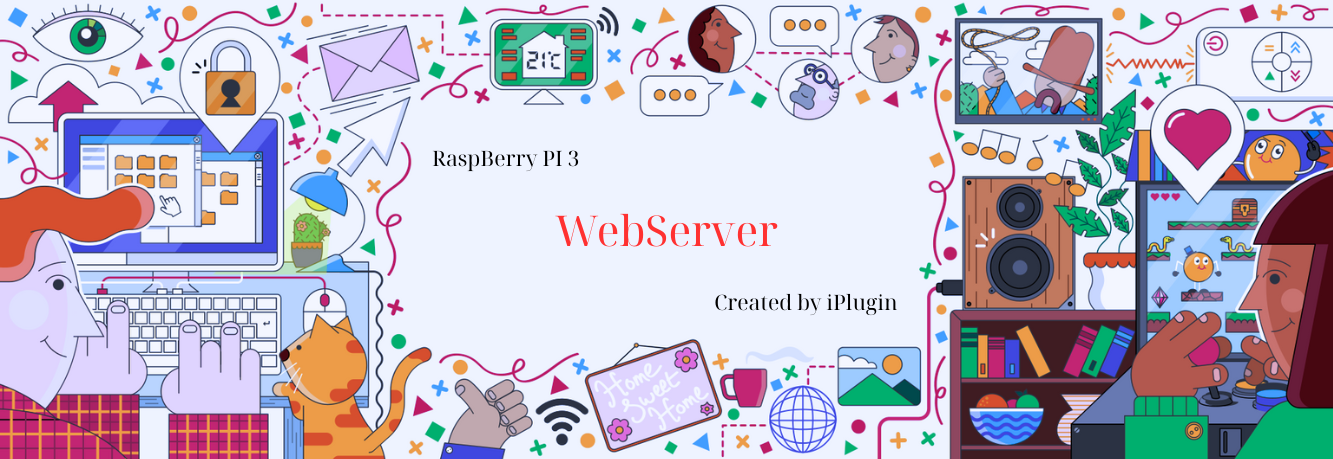 21°c
RaspBerry PI 3
WebServer
Created by iPlugin
Home
Sweet
Home